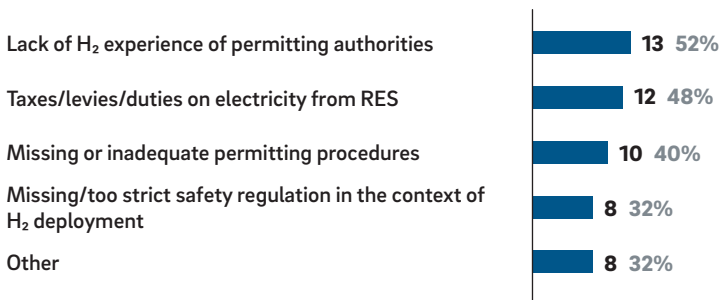 Lack of H₂ experience of permitting authorities 13 52%
Taxes/levies/duties on electricity from RES 12 48%
Missing or inadequate permitting procedures 10 40%
Missing/too strict safety regulation in the context of
H₂ deployment 8 32%
Other 8 32%